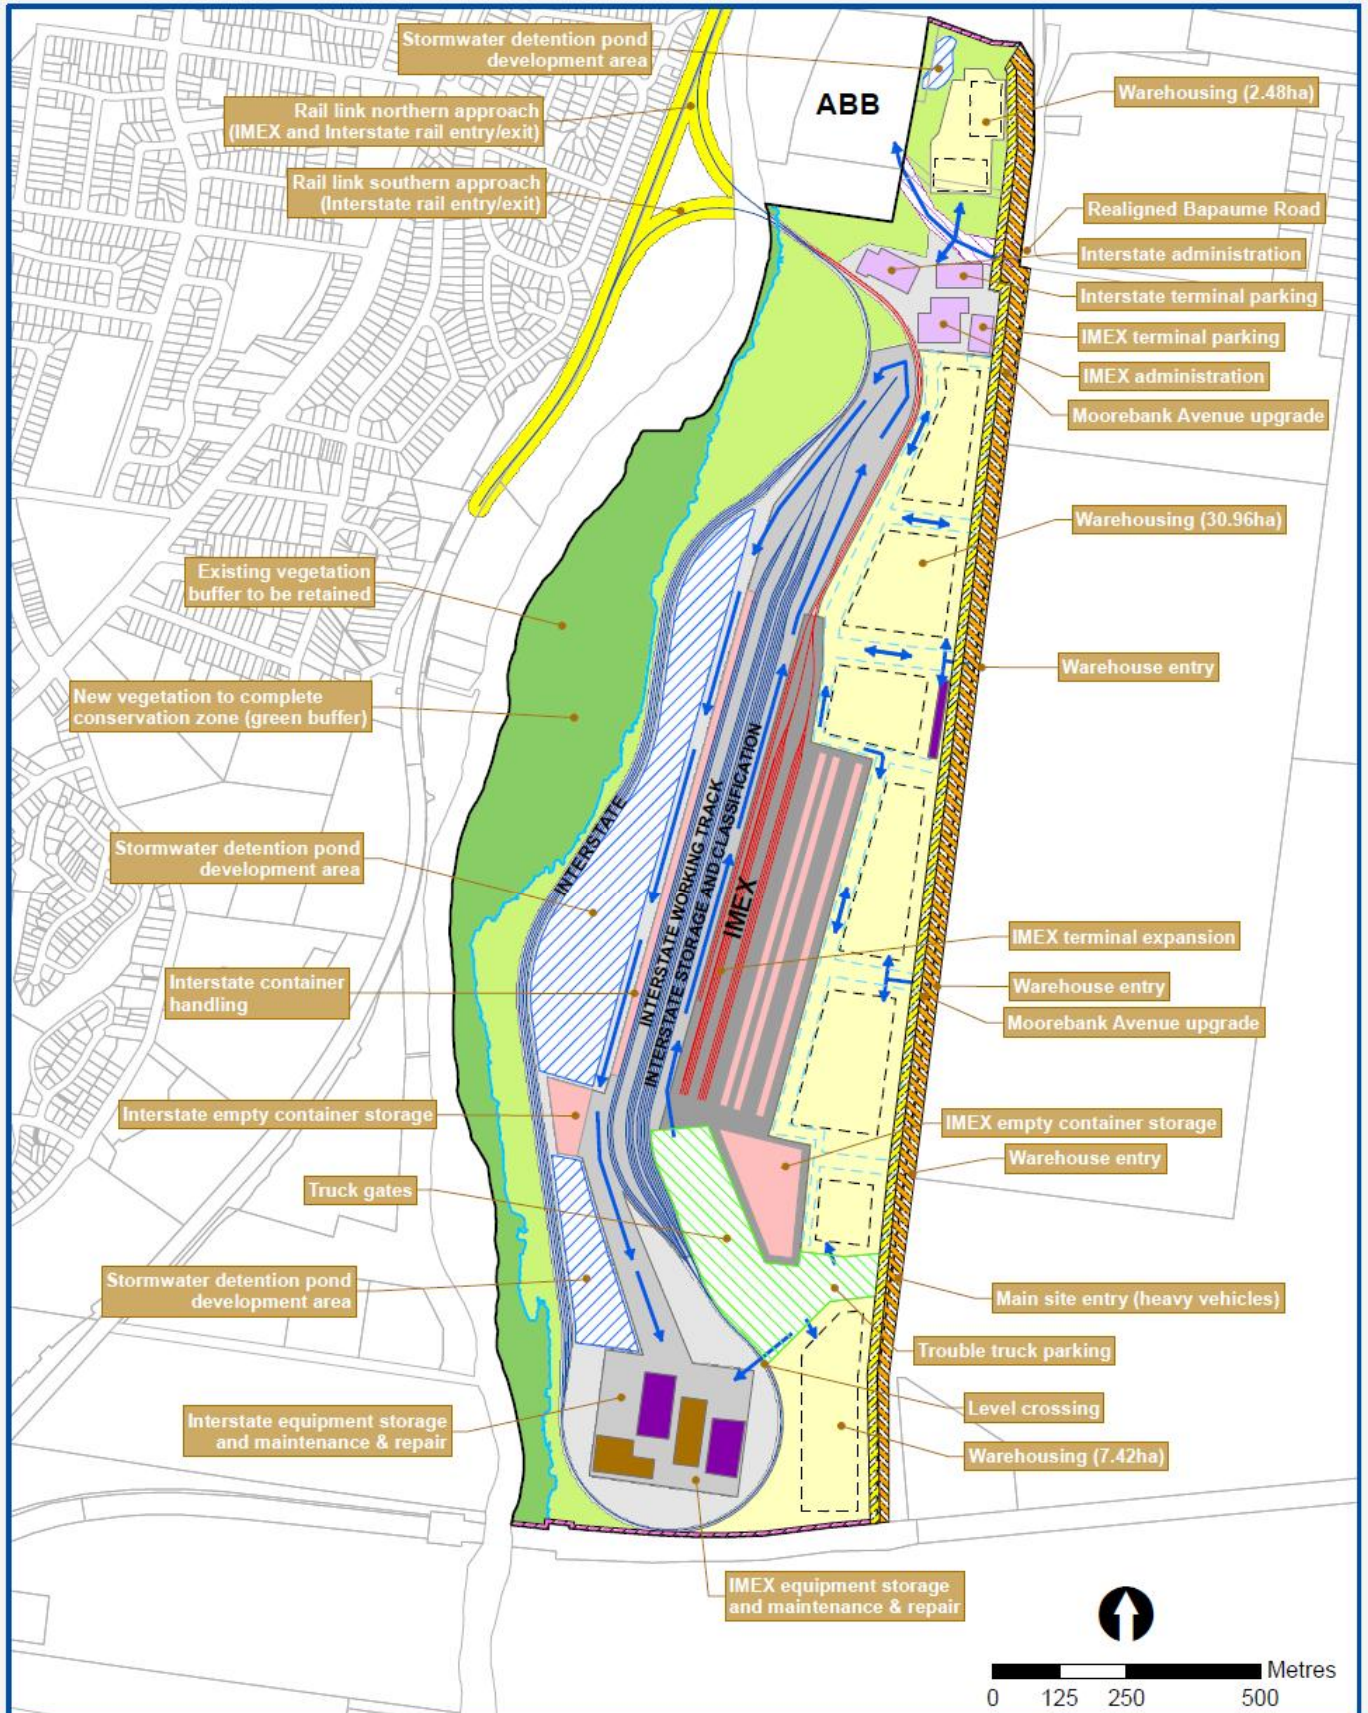 Stormwater detention pond
development area
ABB
Warehousing (2.48ha)
Rail link northern approach
(IMEX and Interstate rail entry/exit)
Rail link southern approach
(Interstate rail entry/exit)
Realigned Bapaume Road
Interstate administration
Interstate terminal parking
IMEX terminal parking
IMEX administration
Moorebank Avenue upgrade
Warehousing (30.96ha)
Existing vegetation
buffer to be retained
Warehouse entry
New vegetation to complete
conservation zone (green buffer)
INTERSTATE
INTERSTATE WORKING TRACK
INTERSTATE STORAGE AND CLASSIFICATION
IMEX
Stormwater detention pond
development area
IMEX terminal expansion
Interstate container
handling
Warehouse entry
Moorebank Avenue upgrade
Interstate empty container storage
IMEX empty container storage
Warehouse entry
Truck gates
Stormwater detention pond
development area
Main site entry (heavy vehicles)
Trouble truck parking
Level crossing
Interstate equipment storage
and maintenance & repair
Warehousing (7.42ha)
IMEX equipment storage
and maintenance & repair
Metres
0 125 250 500